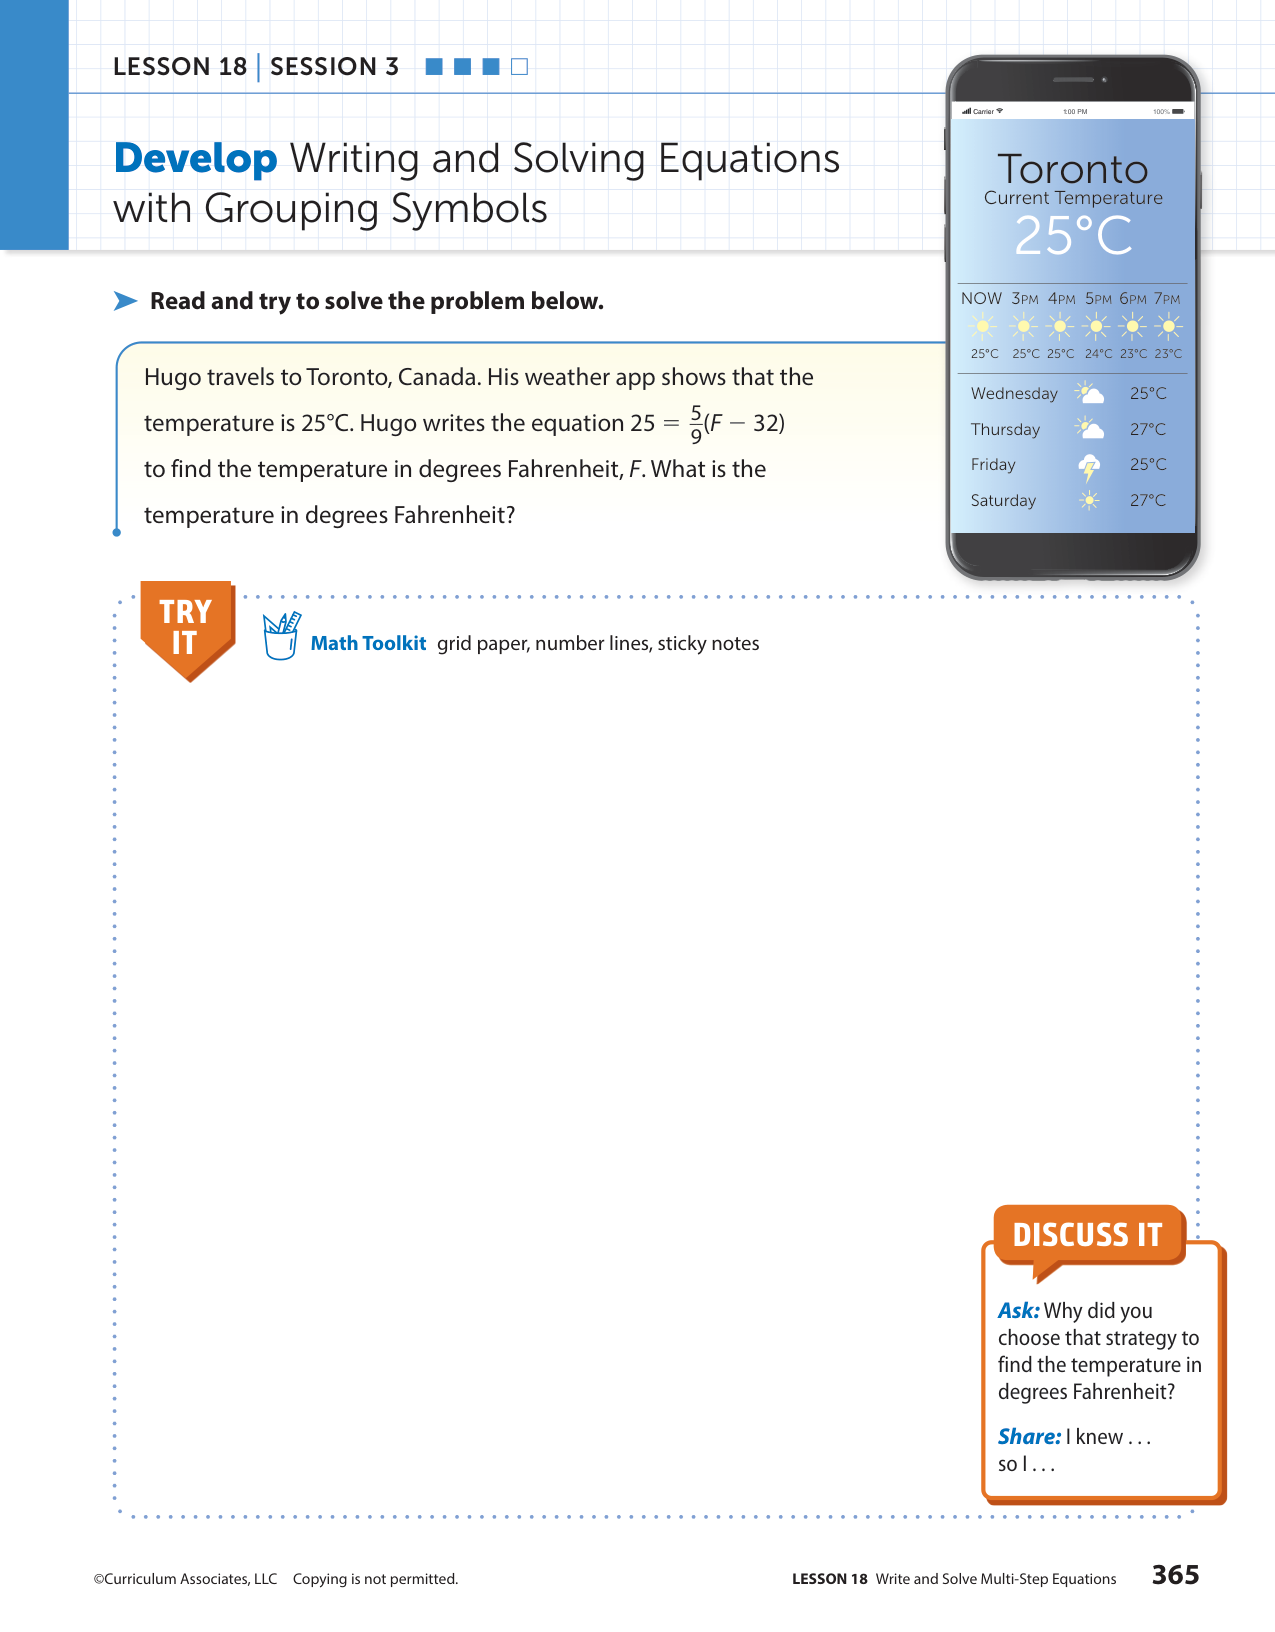 LESSON 18 | SESSION 3
Develop Writing and Solving Equations
with Grouping Symbols
Carrier 1:00 PM 100%
Toronto
Current Temperature
25°C
NOW 3PM 4PM 5PM 6PM 7PM
25°C 25°C 25°C 24°C 23°C 23°C
Wednesday 25°C
Thursday 27°C
Friday 25°C
Saturday 27°C
Read and try to solve the problem below.
Hugo travels to Toronto, Canada. His weather app shows that the
temperature is 25°C. Hugo writes the equation 25 = 5/9(F − 32)
to find the temperature in degrees Fahrenheit, F. What is the
temperature in degrees Fahrenheit?
TRY
IT
Math Toolkit grid paper, number lines, sticky notes
DISCUSS IT
Ask: Why did you
choose that strategy to
find the temperature in
degrees Fahrenheit?
Share: I knew . . .
so I . . .
©Curriculum Associates, LLC Copying is not permitted.
LESSON 18 Write and Solve Multi-Step Equations 365